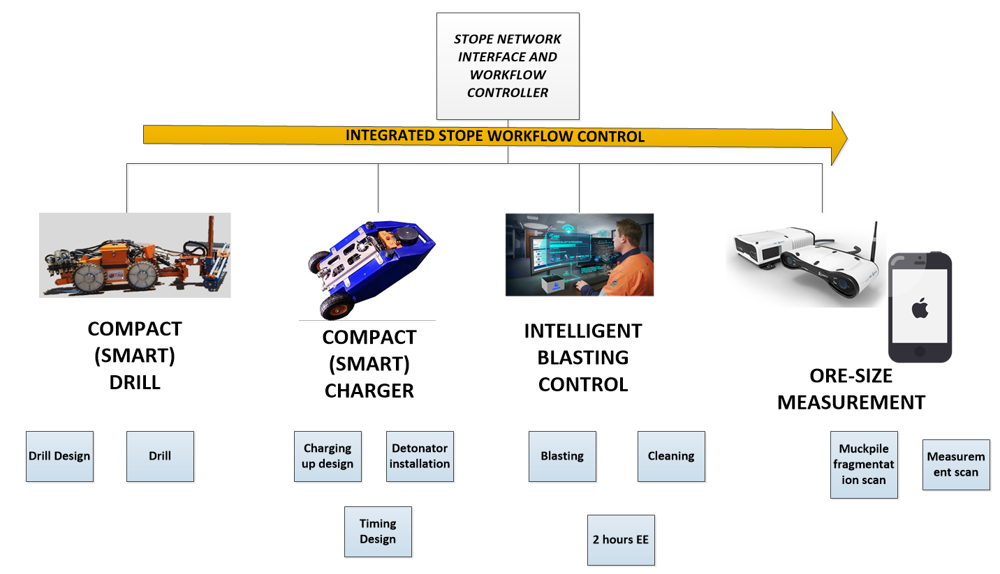 STOPE NETWORK
INTERFACE AND
WORKFLOW
CONTROLLER
INTEGRATED STOPE WORKFLOW CONTROL
COMPACT
(SMART)
DRILL
COMPACT
(SMART)
CHARGER
INTELLIGENT
BLASTING
CONTROL
ORE-SIZE
MEASUREMENT
Drill Design
Drill
Charging
up design
Detonator
installation
Timing
Design
Blasting
Cleaning
2 hours EE
Muckpile
fragmentat
ion scan
Measurem
ent scan